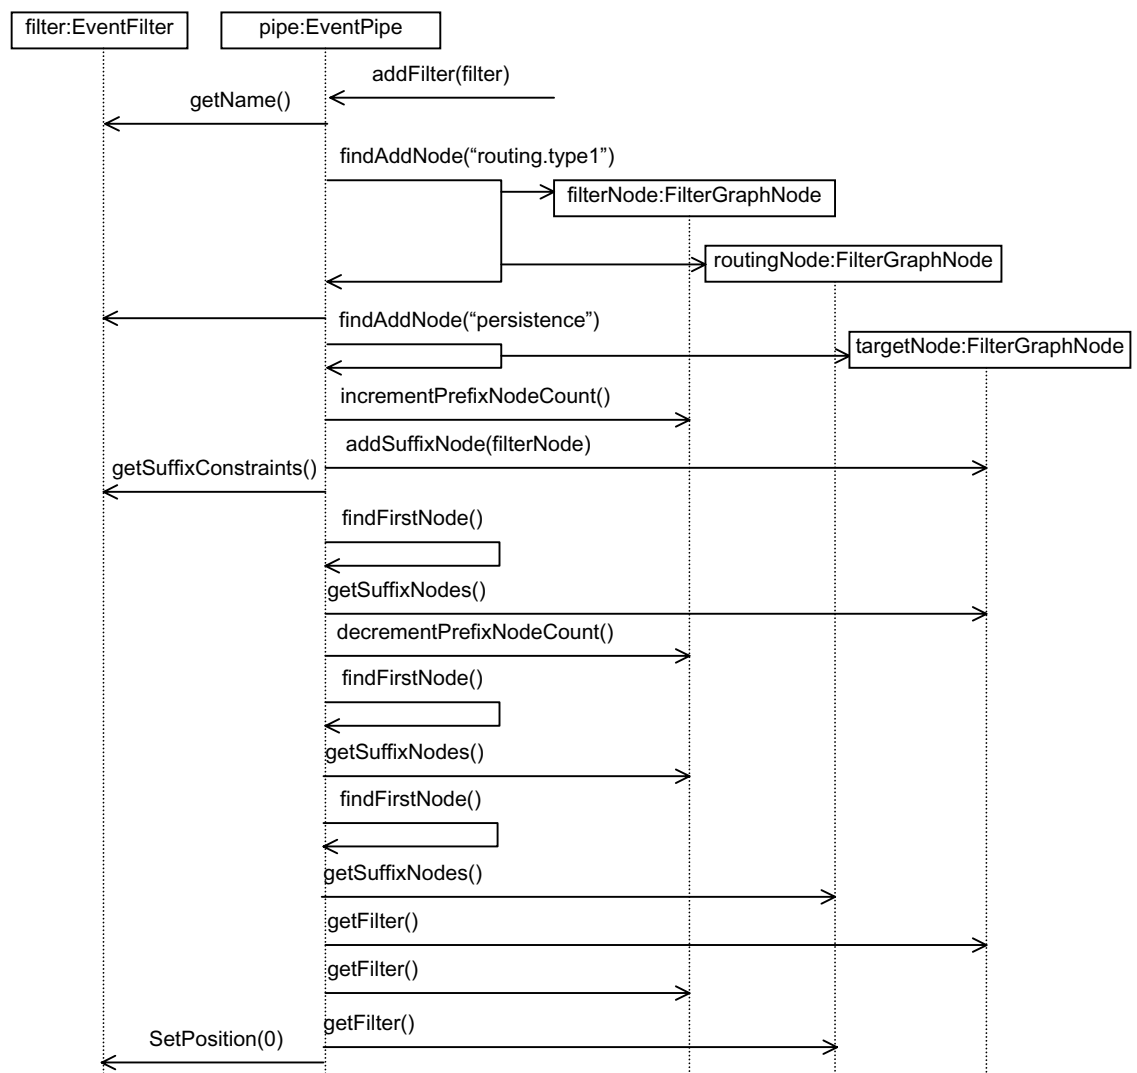 filter:EventFilter
pipe:EventPipe
addFilter(filter)
getName()
findAddNode(“routing.type1”)
filterNode:FilterGraphNode
routingNode:FilterGraphNode
findAddNode(“persistence”)
targetNode:FilterGraphNode
incrementPrefixNodeCount()
addSuffixNode(filterNode)
getSuffixConstraints()
findFirstNode()
getSuffixNodes()
decrementPrefixNodeCount()
findFirstNode()
getSuffixNodes()
findFirstNode()
getSuffixNodes()
getFilter()
getFilter()
getFilter()
SetPosition(0)